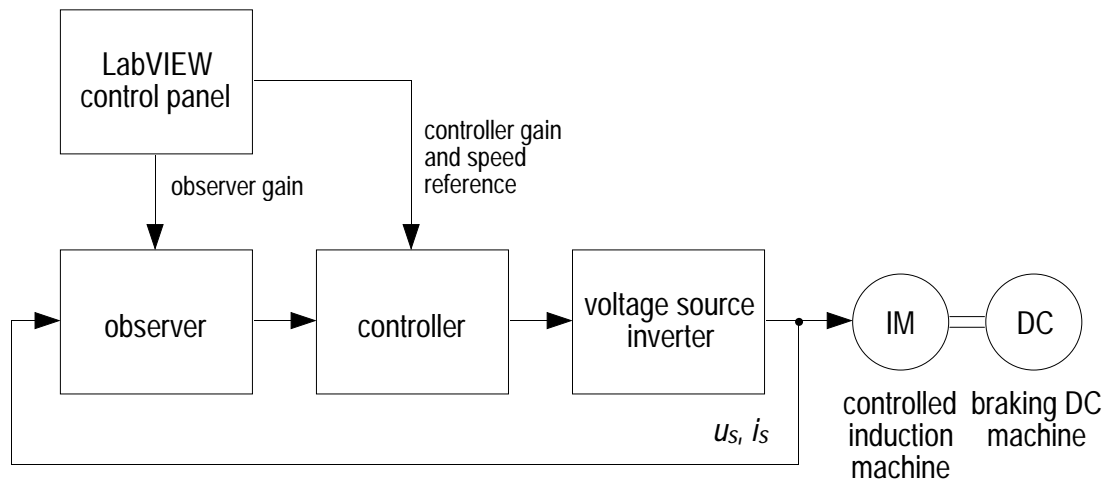 LabVIEW
control panel
controller gain
and speed
reference
observer gain
observer
controller
voltage source
inverter
IM
DC
controlled
induction
machine
braking DC
machine
us, is